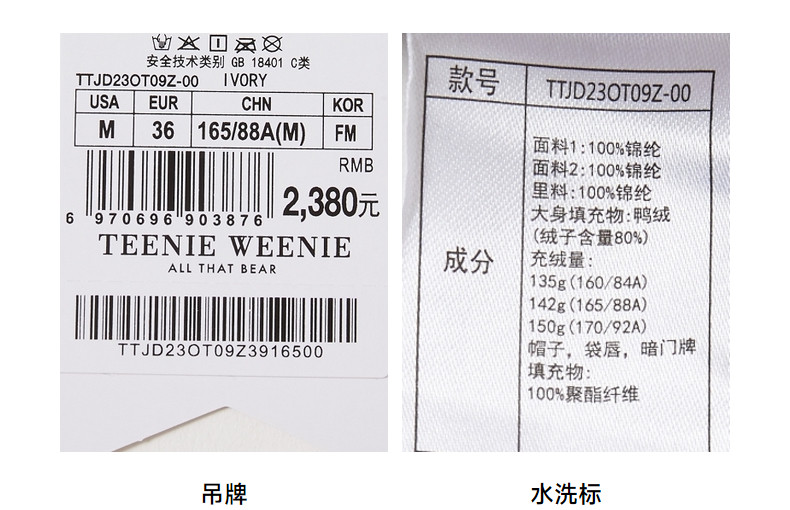 安全技术类别 GB 18401 C类
TTJD23OT09Z-00 IVORY
USA EUR CHN KOR
M 36 165/88A(M) FM
RMB
2,380元
6 970696 903876
TEENIE WEENIE
ALL THAT BEAR
TTJD23OT09Z3916500
吊牌
款号 TTJD23OT09Z-00
成分
面料1:100%锦纶
面料2:100%锦纶
里料:100%锦纶
大身填充物:鸭绒
(绒子含量80%)
充绒量:
135g(160/84A)
142g(165/88A)
150g(170/92A)
帽子，袋唇，暗门牌
填充物:
100%聚酯纤维
水洗标